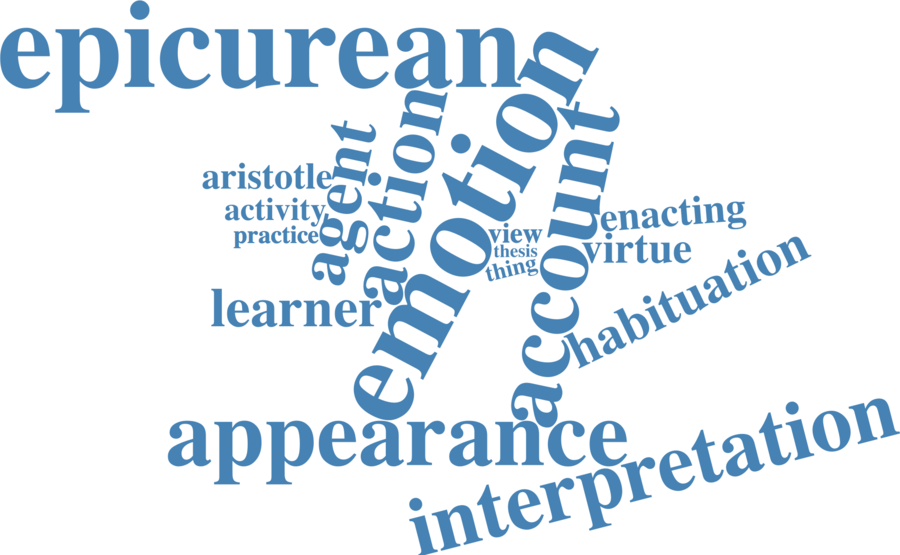 epicurean
emotion
action
account
agent
aristotle
activity
practice
enacting
view
virtue
thesis
thing
habituation
learner
appearance
interpretation